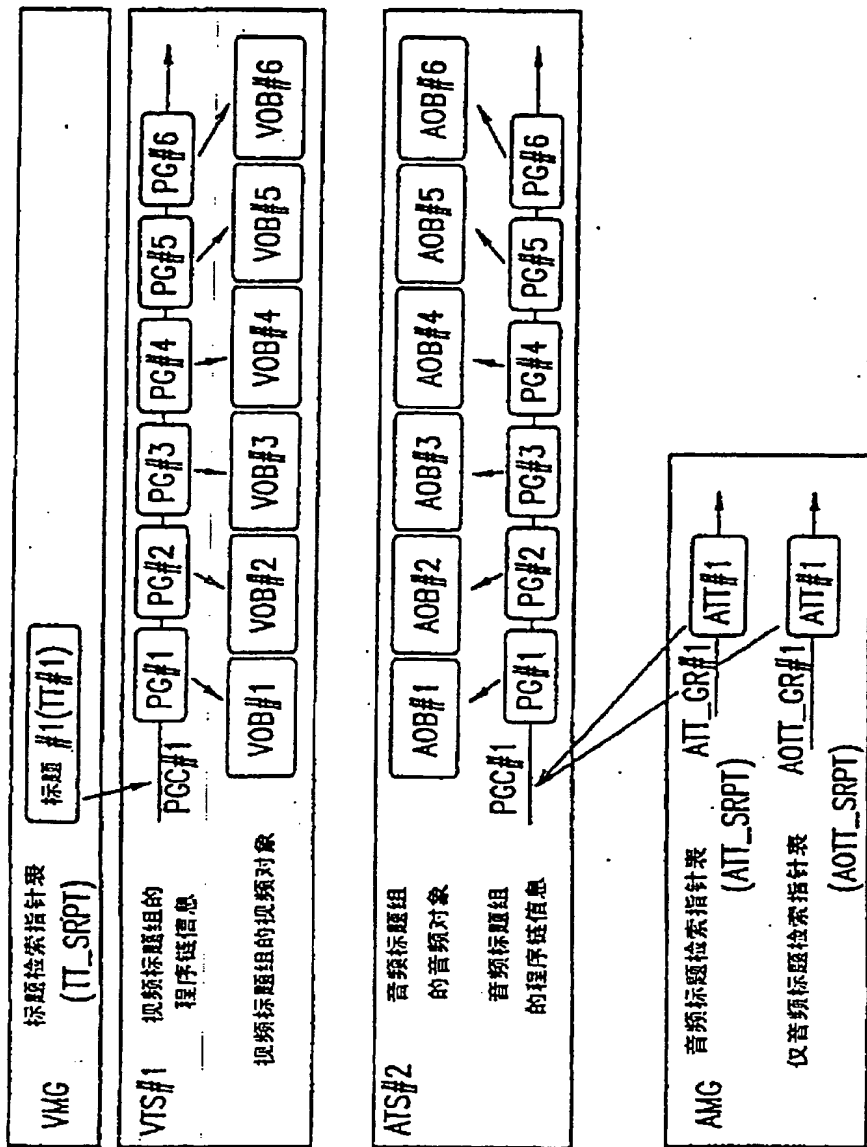 VMG
标题检索指针表
(TT_SRPT)
标题 #1(TT#1)
VTS#1
视频标题组的
程序链信息
PGC#1
PG#1
PG#2
PG#3
PG#4
PG#5
PG#6
视频标题组的视频对象
VOB#1
VOB#2
VOB#3
VOB#4
VOB#5
VOB#6
ATS#2
音频标题组
的音频对象
AOB#1
AOB#2
AOB#3
AOB#4
AOB#5
AOB#6
音频标题组
的程序链信息
PGC#1
PG#1
PG#2
PG#3
PG#4
PG#5
PG#6
AMG
音频标题检索指针表
(ATT_SRPT)
ATT_GR#1
ATT#1
仅音频标题检索指针表
(AOTT_SRPT)
AOTT_GR#1
ATT#1